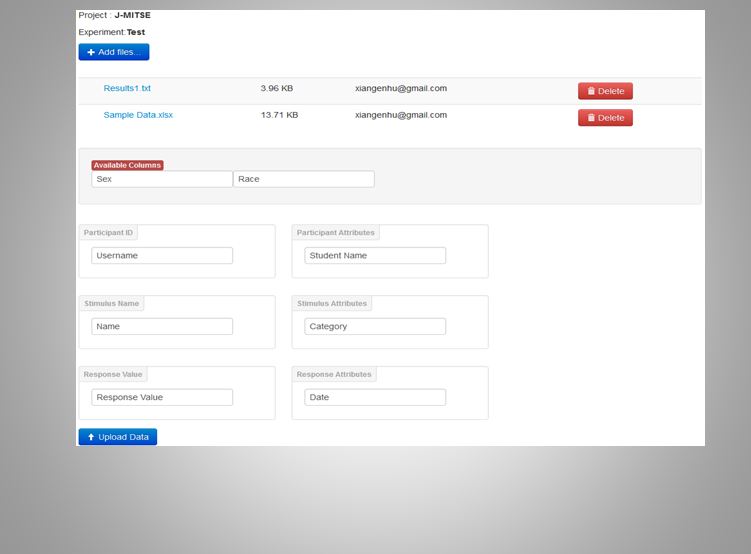 Project : J-MITSE
Experiment:Test
+ Add files...
Results1.txt 3.96 KB xiangenhu@gmail.com Delete
Sample Data.xlsx 13.71 KB xiangenhu@gmail.com Delete
Available Columns
Sex Race
Participant ID Participant Attributes
Username Student Name
Stimulus Name Stimulus Attributes
Name Category
Response Value Response Attributes
Response Value Date
Upload Data